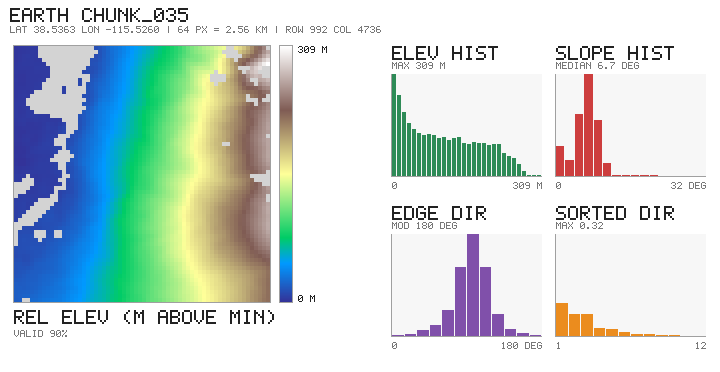 EARTH CHUNK_035
LAT 38.5363 LON -115.5260 | 64 PX = 2.56 KM | ROW 992 COL 4736
309 M
0 M
REL ELEV (M ABOVE MIN)
VALID 90%
ELEV HIST
MAX 309 M
0 309 M
SLOPE HIST
MEDIAN 6.7 DEG
0 32 DEG
EDGE DIR
MOD 180 DEG
0 180 DEG
SORTED DIR
MAX 0.32
1 12